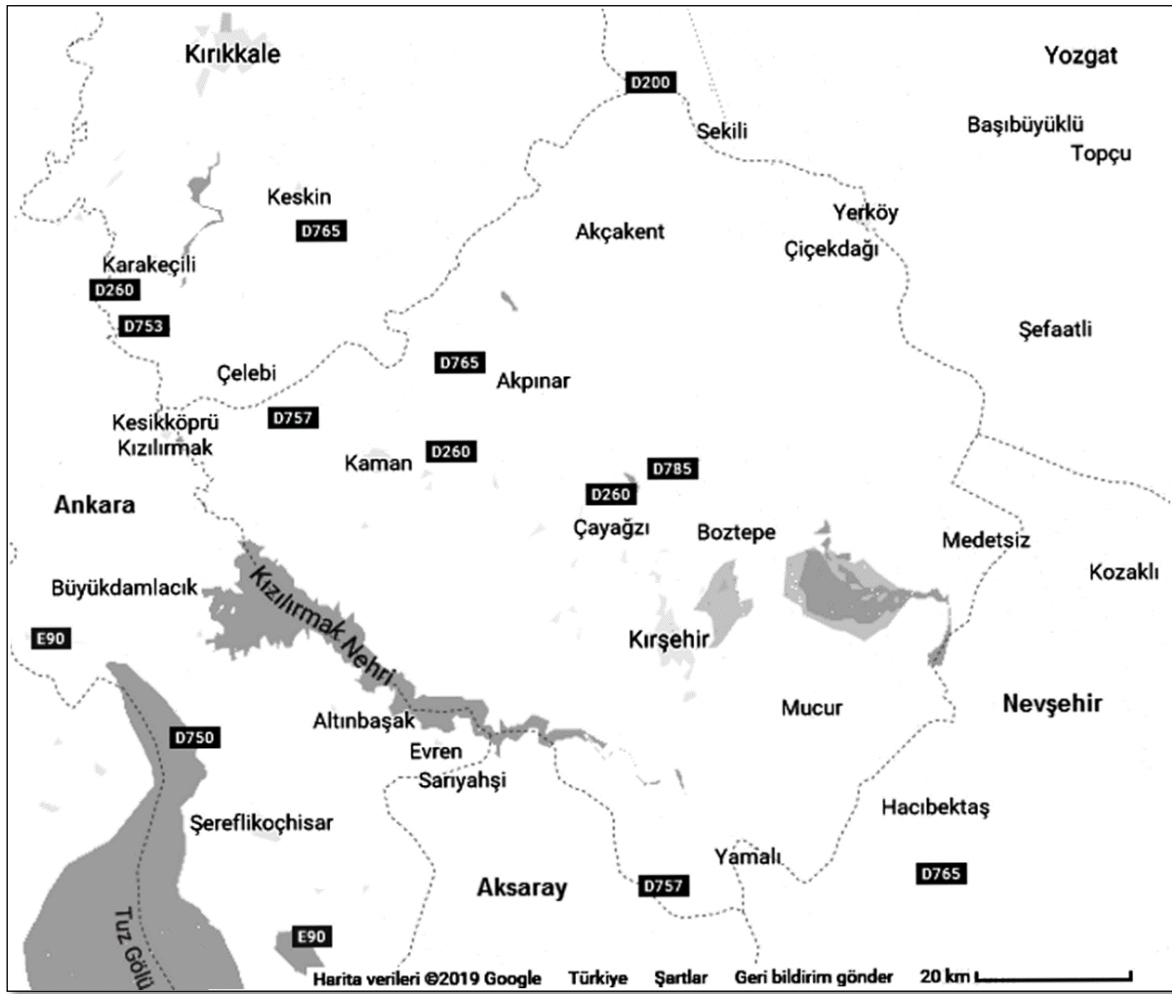 Kırıkkale
Yozgat
D200
Sekili
Başıbüyüklü
Topçu
Keskin
D765
Akçakent
Yerköy
Çiçekdağı
Karakeçili
D260
D753
Şefaatli
Çelebi
D765
Akpınar
Kesikköprü
Kızılırmak
D757
Kaman
D260
D785
D260
Ankara
Çayağzı
Boztepe
Medetsiz
Kozaklı
Büyükdamlacık
Kızılırmak Nehri
E90
Kırşehir
Nevşehir
Mucur
Altınbaşak
D750
Evren
Sarıyahşi
Şereflikoçhisar
Hacıbektaş
Yamalı
D765
Aksaray
D757
Tuz Gölü
E90
Harita verileri ©2019 Google Türkiye Şartlar Geri bildirim gönder 20 km